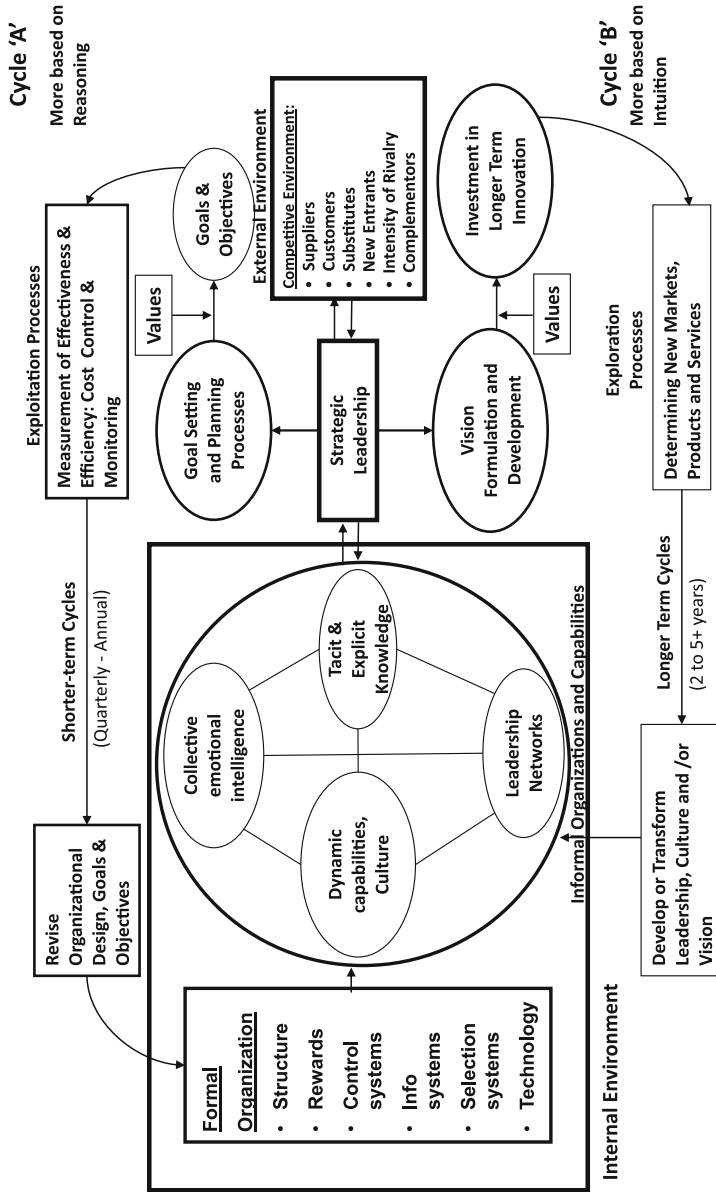 Cycle ‘A’
More based on
Reasoning
Exploitation Processes
Measurement of Effectiveness &
Efficiency: Cost Control &
Monitoring
Shorter-term Cycles
(Quarterly - Annual)
Revise
Organizational
Design, Goals &
Objectives
Values
Goal Setting
and Planning
Processes
Goals &
Objectives
External Environment
Competitive Environment:
• Suppliers
• Customers
• Substitutes
• New Entrants
• Intensity of Rivalry
• Complementors
Strategic
Leadership
Formal
Organization
• Structure
• Rewards
• Control
systems
• Info
systems
• Selection
systems
• Technology
Collective
emotional
intelligence
Tacit &
Explicit
Knowledge
Dynamic
capabilities,
Culture
Leadership
Networks
Informal Organizations and Capabilities
Internal Environment
Vision
Formulation and
Development
Values
Investment in
Longer Term
Innovation
Cycle ‘B’
More based on
Intuition
Exploration
Processes
Determining New Markets,
Products and Services
Longer Term Cycles
(2 to 5+ years)
Develop or Transform
Leadership, Culture and /or
Vision